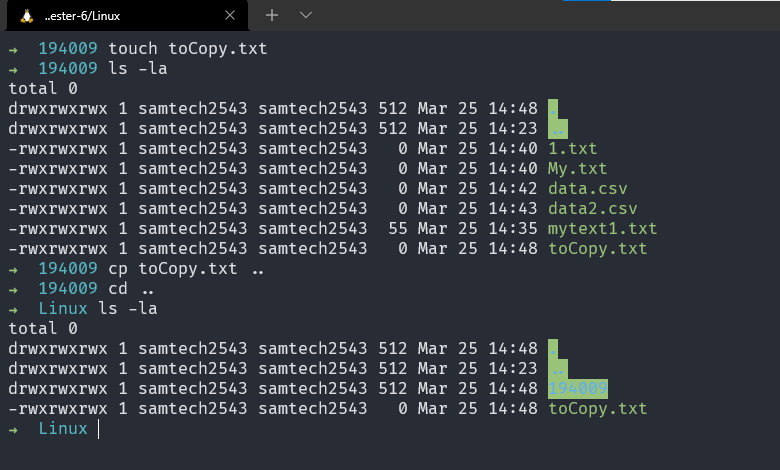 ..ester-6/Linux
→ 194009 touch toCopy.txt
→ 194009 ls -la
total 0
drwxrwxrwx 1 samtech2543 samtech2543 512 Mar 25 14:48 .
drwxrwxrwx 1 samtech2543 samtech2543 512 Mar 25 14:23 ..
-rwxrwxrwx 1 samtech2543 samtech2543   0 Mar 25 14:40 1.txt
-rwxrwxrwx 1 samtech2543 samtech2543   0 Mar 25 14:40 My.txt
-rwxrwxrwx 1 samtech2543 samtech2543   0 Mar 25 14:42 data.csv
-rwxrwxrwx 1 samtech2543 samtech2543   0 Mar 25 14:43 data2.csv
-rwxrwxrwx 1 samtech2543 samtech2543  55 Mar 25 14:35 mytext1.txt
-rwxrwxrwx 1 samtech2543 samtech2543   0 Mar 25 14:48 toCopy.txt
→ 194009 cp toCopy.txt ..
→ 194009 cd ..
→ Linux ls -la
total 0
drwxrwxrwx 1 samtech2543 samtech2543 512 Mar 25 14:48 .
drwxrwxrwx 1 samtech2543 samtech2543 512 Mar 25 14:23 ..
drwxrwxrwx 1 samtech2543 samtech2543 512 Mar 25 14:48 194009
-rwxrwxrwx 1 samtech2543 samtech2543   0 Mar 25 14:48 toCopy.txt
→ Linux